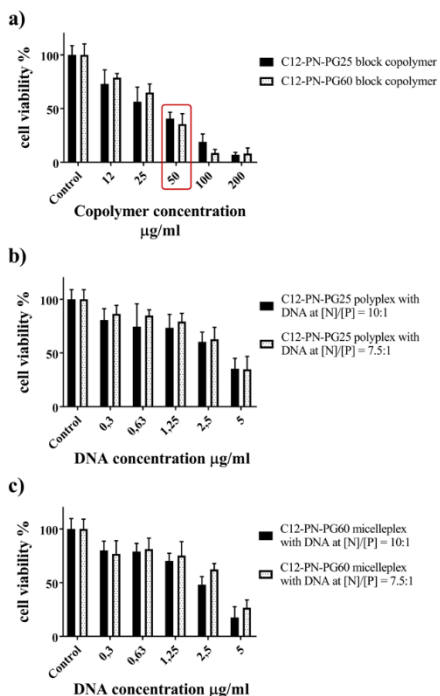 a)
cell viability %
100
50
0
Control
12
25
50
100
200
Copolymer concentration
µg/ml
C12-PN-PG25 block copolymer
C12-PN-PG60 block copolymer
b)
cell viability %
100
50
0
Control
0,3
0,63
1,25
2,5
5
DNA concentration µg/ml
C12-PN-PG25 polyplex with
DNA at [N]/[P] = 10:1
C12-PN-PG25 polyplex with
DNA at [N]/[P] = 7.5:1
c)
cell viability %
100
50
0
Control
0,3
0,63
1,25
2,5
5
DNA concentration µg/ml
C12-PN-PG60 micelleplex
with DNA at [N]/[P] = 10:1
C12-PN-PG60 micelleplex
with DNA at [N]/[P] = 7.5:1